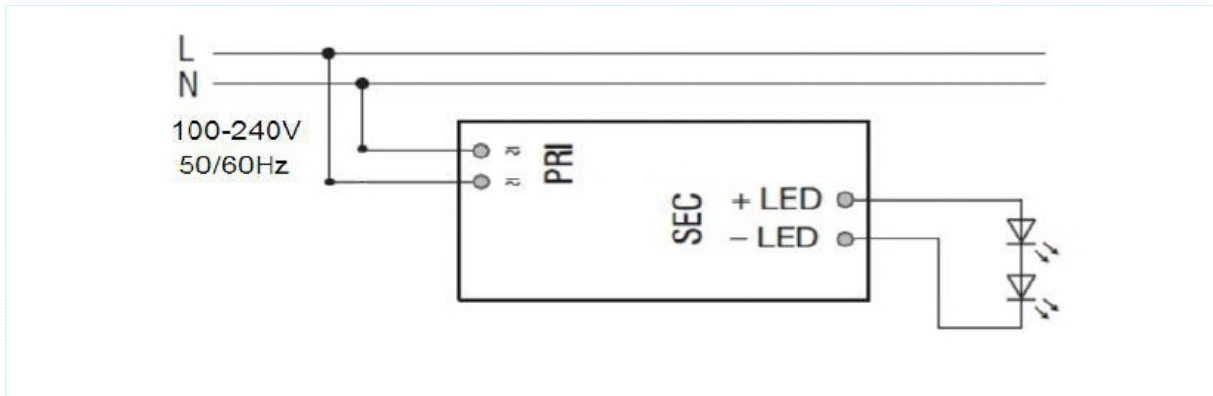 L
N
100-240V
50/60Hz
PRI
SEC
+ LED
– LED